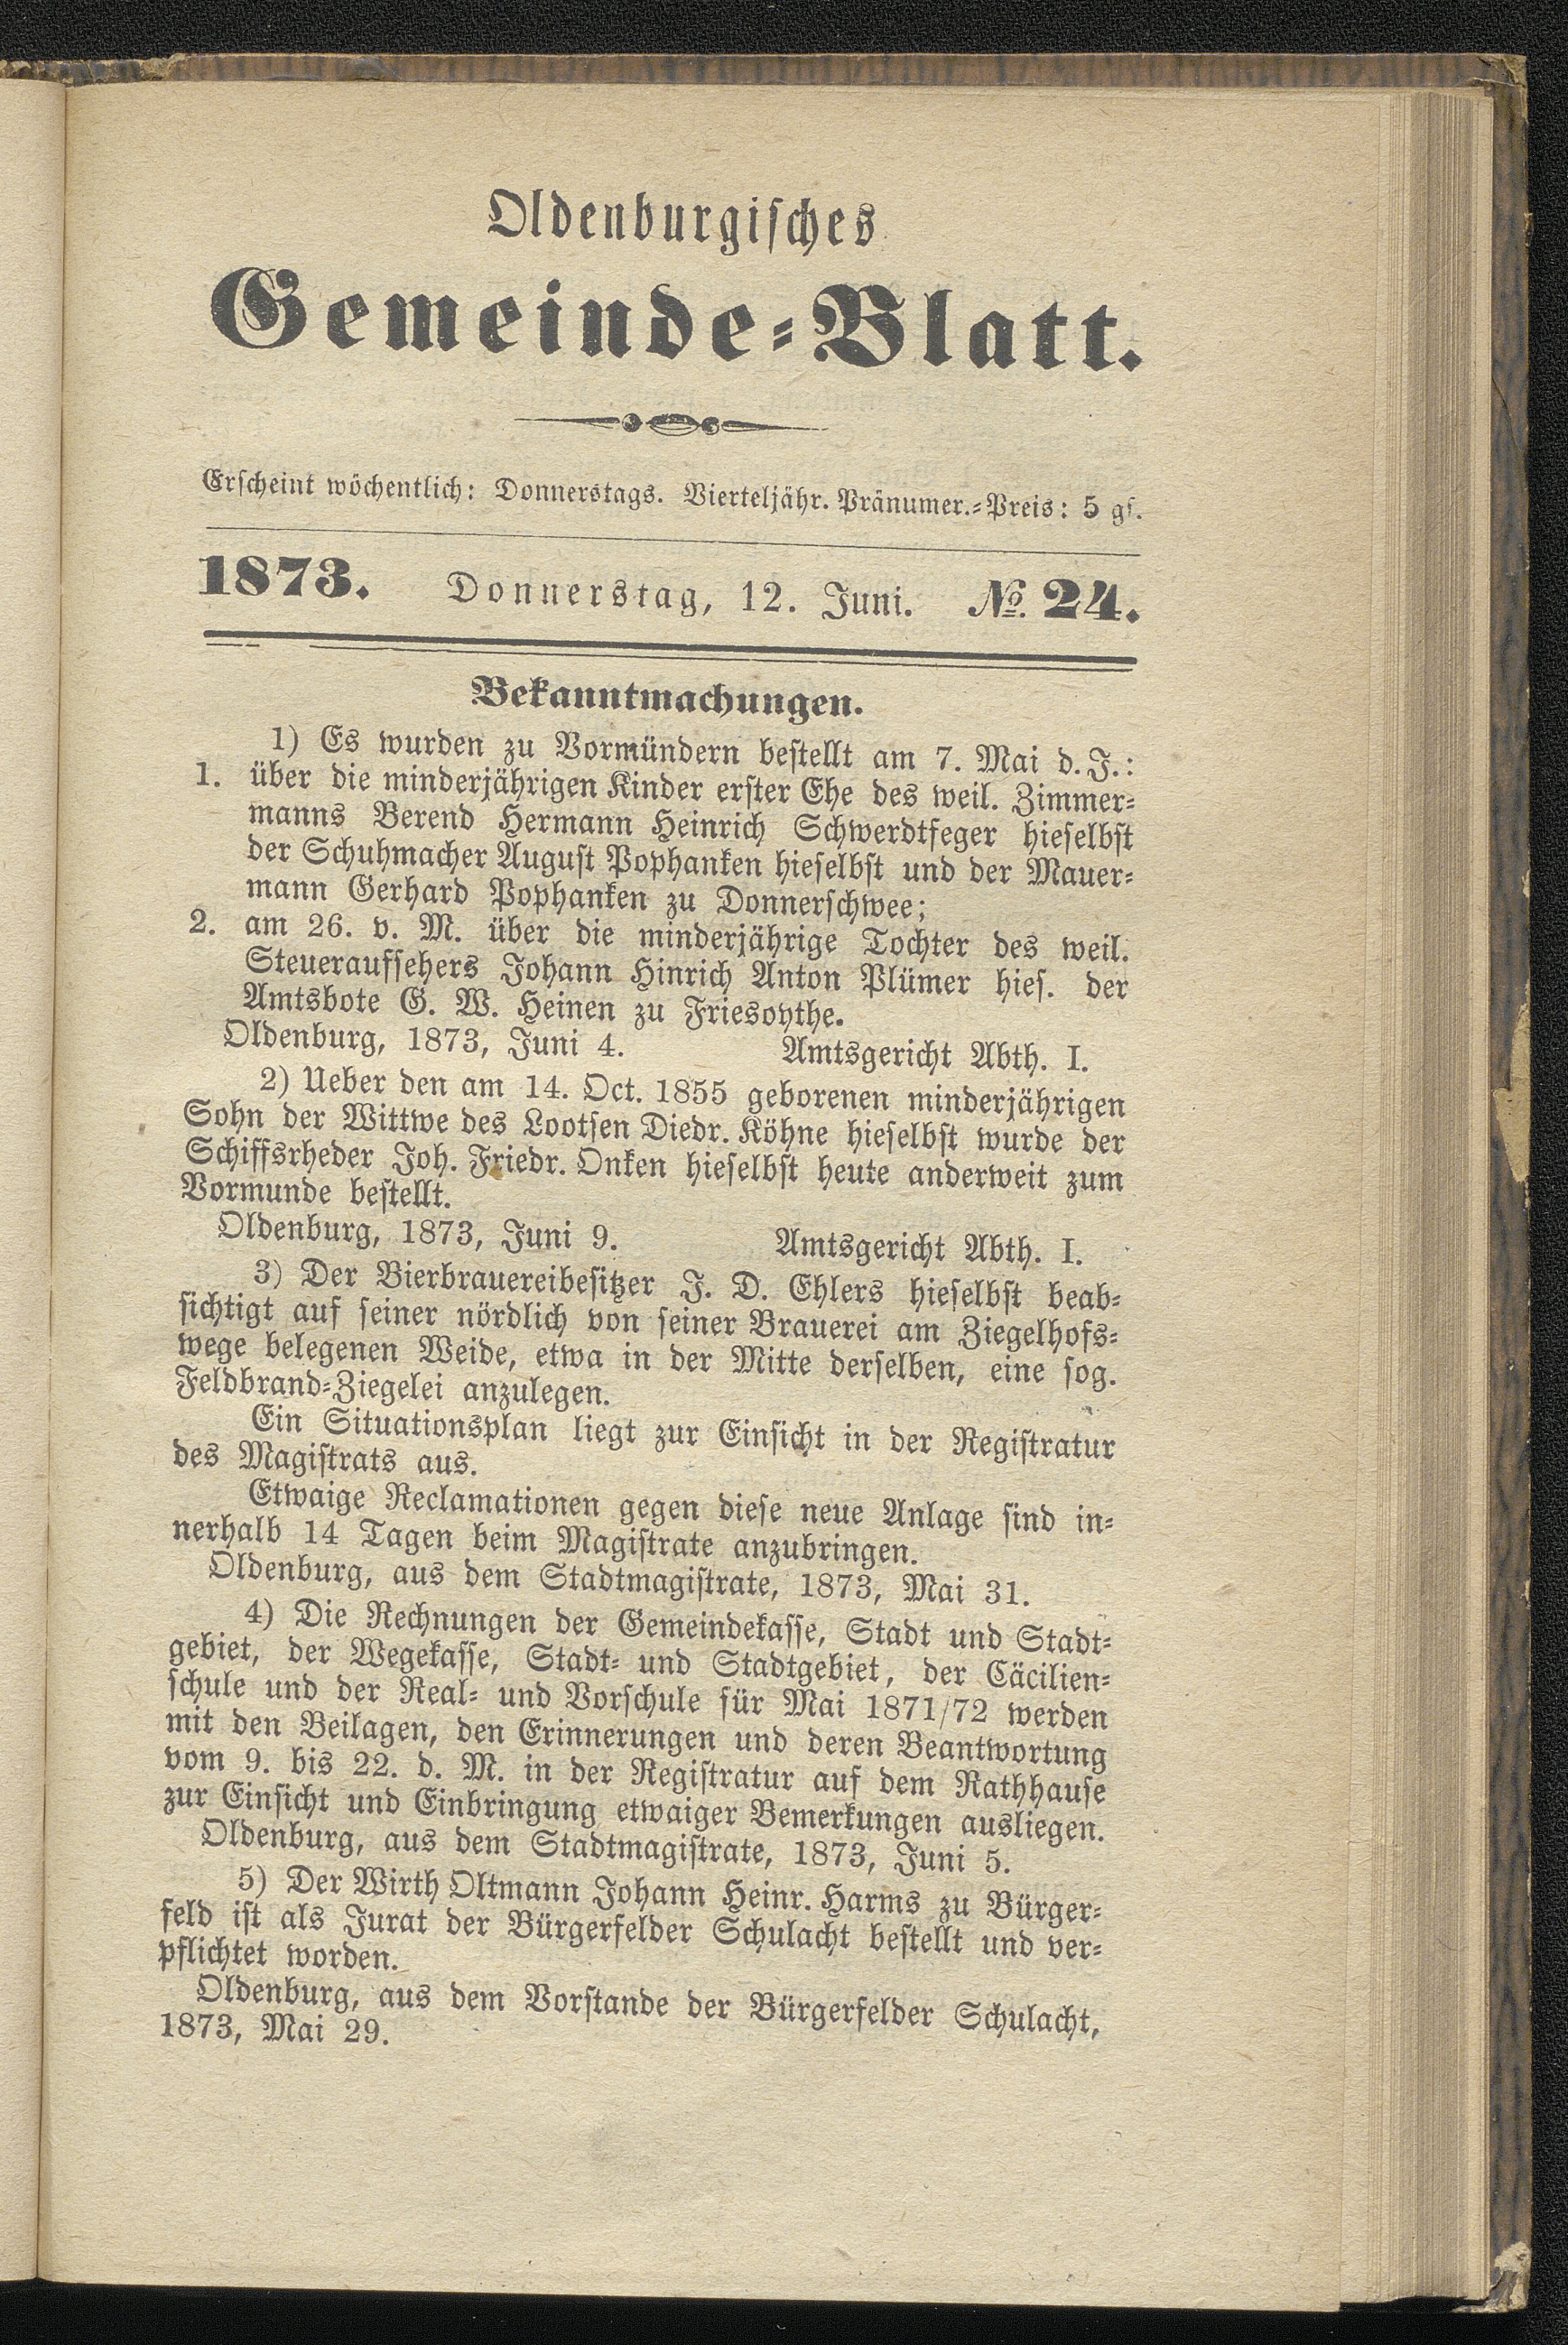 Oldenburgisches
Gemeinde-Blatt.
Erscheint wöchentlich: Donnerstags. Vierteljähr. Pränumer.-Preis: 5 gs.
1873. Donnerstag, 12. Juni. №. 24.
Bekanntmachungen.
1) Es wurden zu Vormündern bestellt am 7. Mai d. J.:
1. über die minderjährigen Kinder erster Ehe des weil. Zimmer-
manns Berend Hermann Heinrich Schwerdtfeger hieselbst
der Schuhmacher August Pophanken hieselbst und der Mauer-
mann Gerhard Pophanken zu Donnerschwee;
2. am 26. v. M. über die minderjährige Tochter des weil.
Steueraufsehers Johann Hinrich Anton Plümer hies. der
Amtsbote G. W. Heinen zu Friesoythe.
Oldenburg, 1873, Juni 4. Amtsgericht Abth. I.
2) Ueber den am 14. Oct. 1855 geborenen minderjährigen
Sohn der Wittwe des Lootsen Diedr. Köhne hieselbst wurde der
Schiffsrheder Joh. Friedr. Onken hieselbst heute anderweit zum
Vormunde bestellt.
Oldenburg, 1873, Juni 9. Amtsgericht Abth. I.
3) Der Bierbrauereibesitzer J. D. Ehlers hieselbst beab-
sichtigt auf seiner nördlich von seiner Brauerei am Ziegelhofs-
wege belegenen Weide, etwa in der Mitte derselben, eine sog.
Feldbrand-Ziegelei anzulegen.
Ein Situationsplan liegt zur Einsicht in der Registratur
des Magistrats aus.
Etwaige Reclamationen gegen diese neue Anlage sind in-
nerhalb 14 Tagen beim Magistrate anzubringen.
Oldenburg, aus dem Stadtmagistrate, 1873, Mai 31.
4) Die Rechnungen der Gemeindekasse, Stadt und Stadt-
gebiet, der Wegekasse, Stadt- und Stadtgebiet, der Cäcilien-
schule und der Real- und Vorschule für Mai 1871/72 werden
mit den Beilagen, den Erinnerungen und deren Beantwortung
vom 9. bis 22. d. M. in der Registratur auf dem Rathhause
zur Einsicht und Einbringung etwaiger Bemerkungen ausliegen.
Oldenburg, aus dem Stadtmagistrate, 1873, Juni 5.
5) Der Wirth Oltmann Johann Heinr. Harms zu Bürger-
feld ist als Jurat der Bürgerfelder Schulacht bestellt und ver-
pflichtet worden.
Oldenburg, aus dem Vorstande der Bürgerfelder Schulacht,
1873, Mai 29.